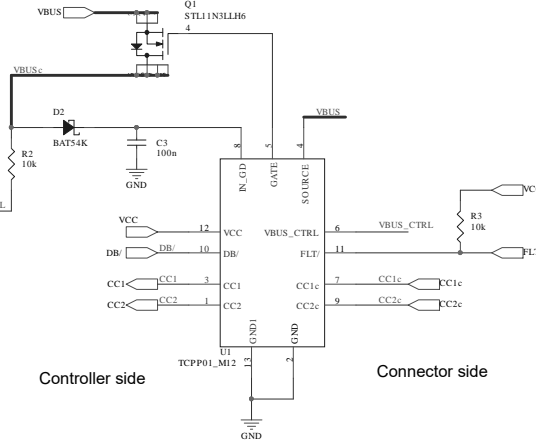 Q1
STL11N3LLH6
VBUS
4
VBUSc
VBUS
D2
BAT54K
C3
100n
GND
R2
10k
L
8
5
4
IN_GD
GATE
SOURCE
VCC
12
VCC
VBUS_CTRL
6
VBUS_CTRL
R3
10k
VC
DB/
DB/
10
DB/
FLT/
11
FLT
CC1
CC1
3
CC1
CC1c
7
CC1c
CC1c
CC2
CC2
1
CC2
CC2c
9
CC2c
CC2c
GND1
GND
U1
TCPP01_M12
13
2
Controller side
Connector side
GND